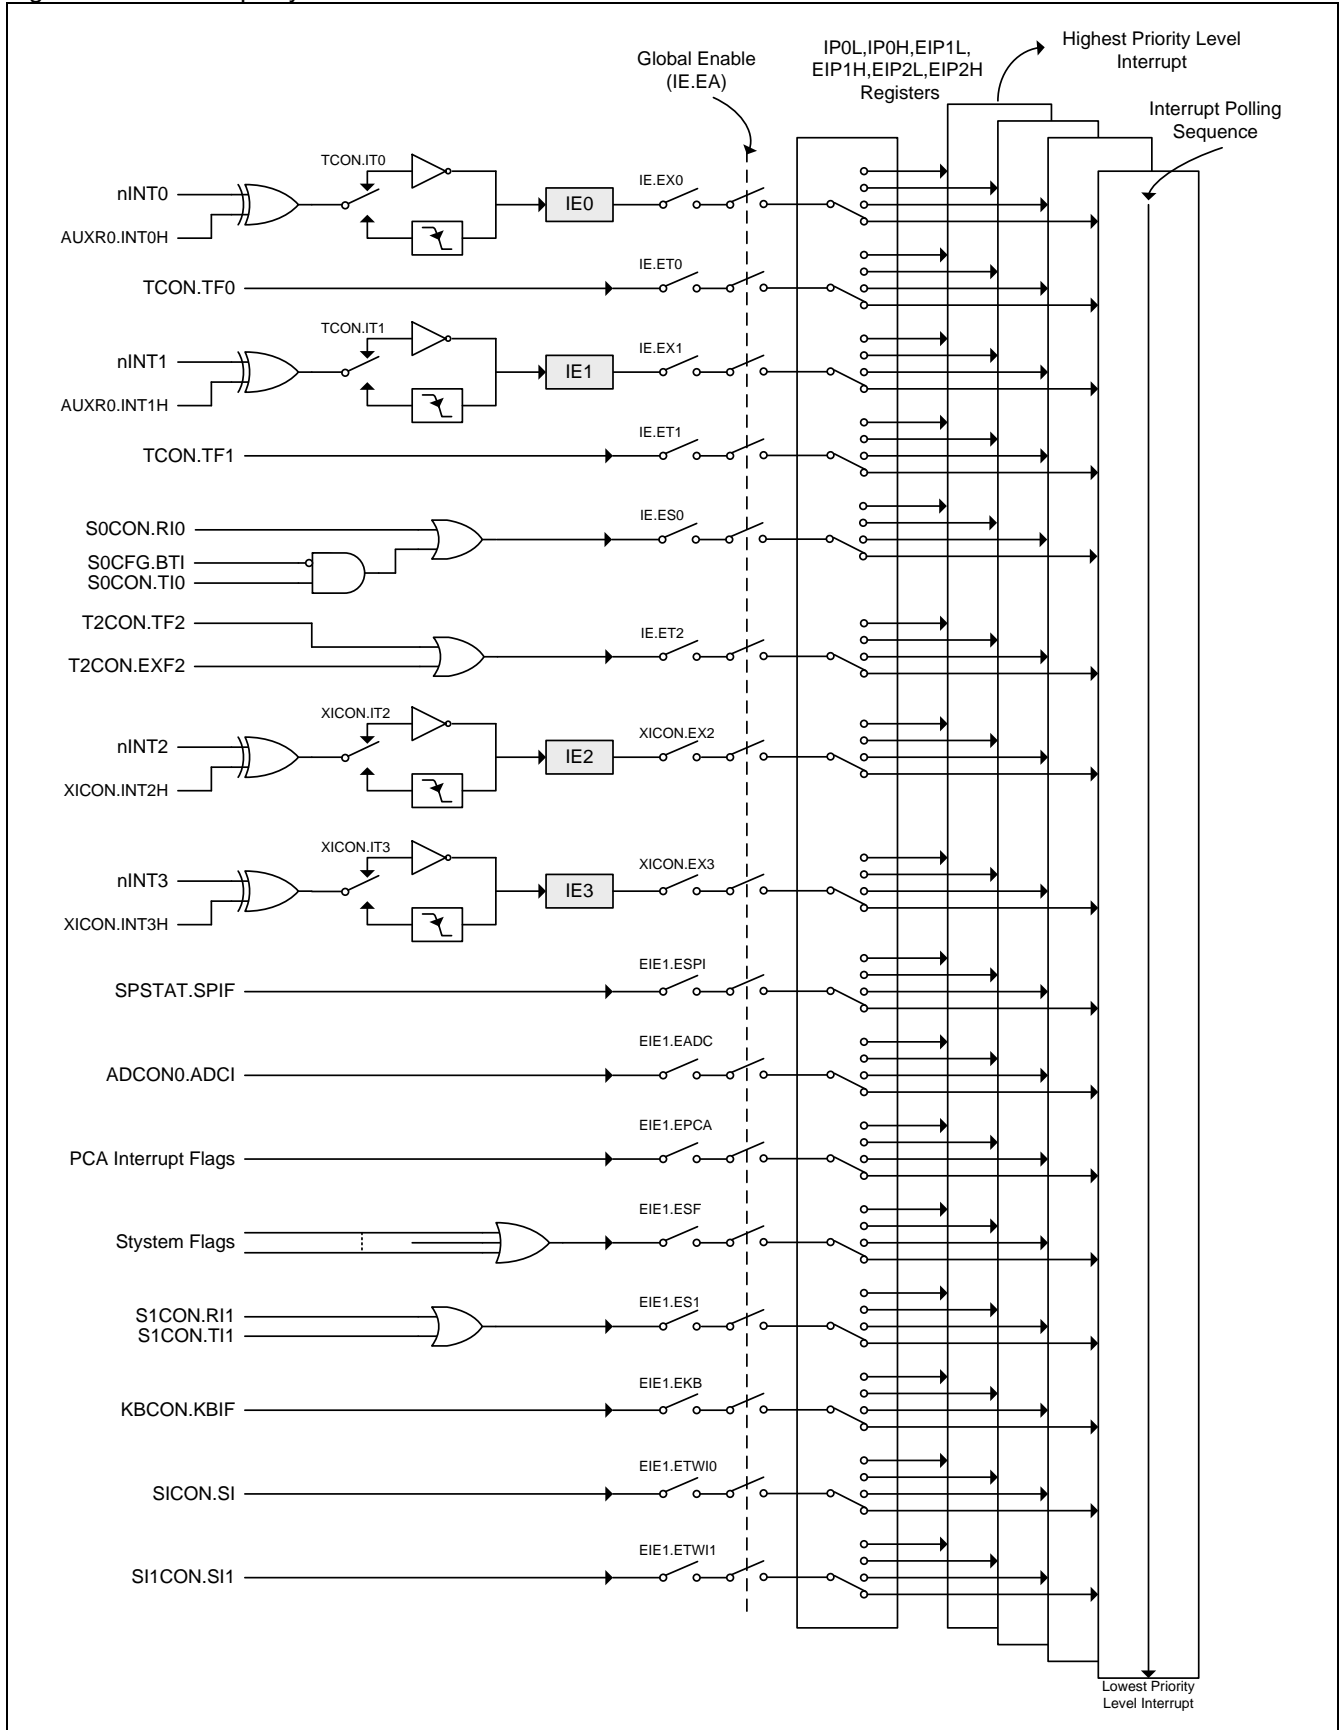 Global Enable
(IE.EA)
IP0L,IP0H,EIP1L,
EIP1H,EIP2L,EIP2H
Registers
Highest Priority Level
Interrupt
Interrupt Polling
Sequence
TCON.IT0
nINT0
AUXR0.INT0H
IE0
IE.EX0
TCON.TF0
IE.ET0
TCON.IT1
nINT1
AUXR0.INT1H
IE1
IE.EX1
TCON.TF1
IE.ET1
S0CON.RI0
S0CFG.BTI
S0CON.TI0
IE.ES0
T2CON.TF2
T2CON.EXF2
IE.ET2
XICON.IT2
nINT2
XICON.INT2H
IE2
XICON.EX2
XICON.IT3
nINT3
XICON.INT3H
IE3
XICON.EX3
SPSTAT.SPIF
EIE1.ESPI
ADCON0.ADCI
EIE1.EADC
PCA Interrupt Flags
EIE1.EPCA
Stystem Flags
EIE1.ESF
S1CON.RI1
S1CON.TI1
EIE1.ES1
KBCON.KBIF
EIE1.EKB
SICON.SI
EIE1.ETWI0
SI1CON.SI1
EIE1.ETWI1
Lowest Priority
Level Interrupt